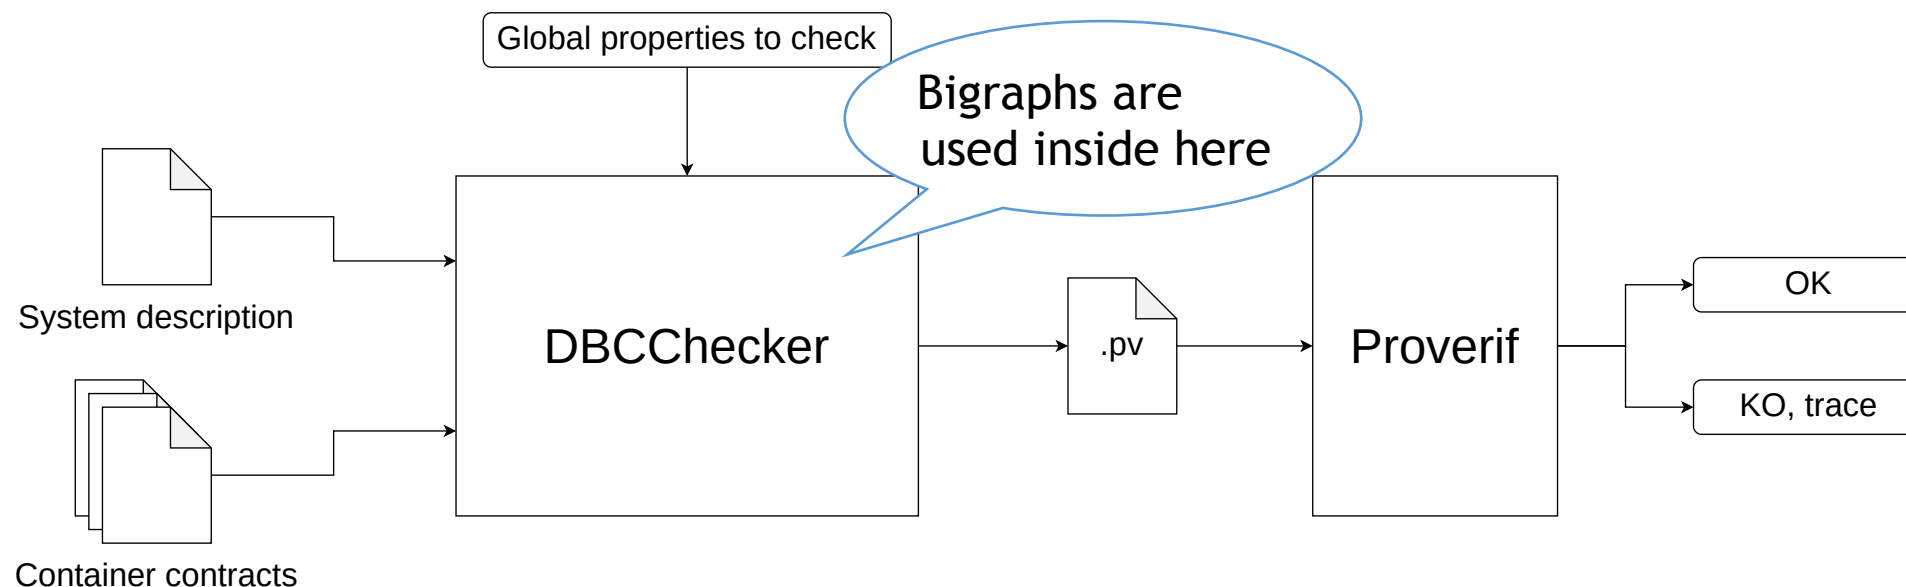 Global properties to check
Bigraphs are
used inside here
System description
DBCChecker
.pv
Proverif
OK
KO, trace
Container contracts